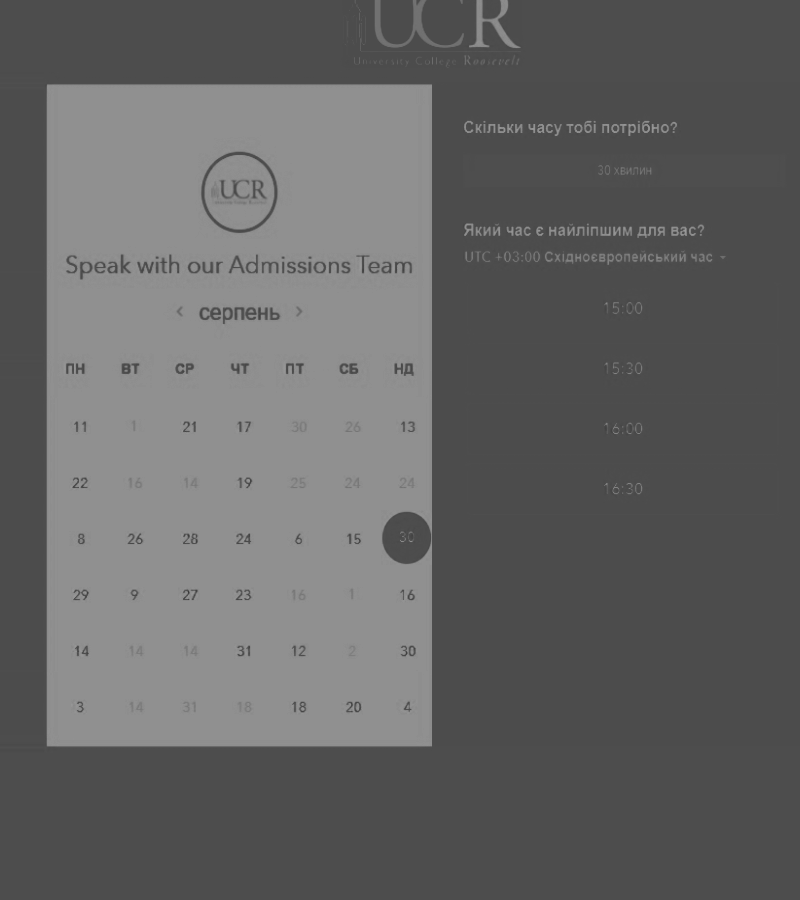 UCR
University College Roosevelt
UCR
Speak with our Admissions Team
‹ серпень ›
ПН ВТ СР ЧТ ПТ СБ НД
11 1 21 17 30 26 13
22 16 14 19 25 24 24
8 26 28 24 6 15 30
29 9 27 23 16 1 16
14 14 14 31 12 2 30
3 14 31 18 18 20 4
Скільки часу тобі потрібно?
30 хвилин
Який час є найліпшим для вас?
UTC +03:00 Східноєвропейський час
15:00
15:30
16:00
16:30